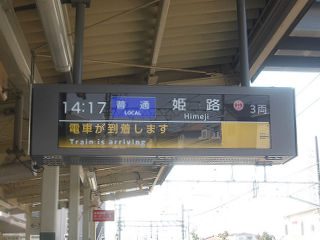 14:17 普通 姫路 3両
LOCAL Himeji
電車が到着します
Train is arriving